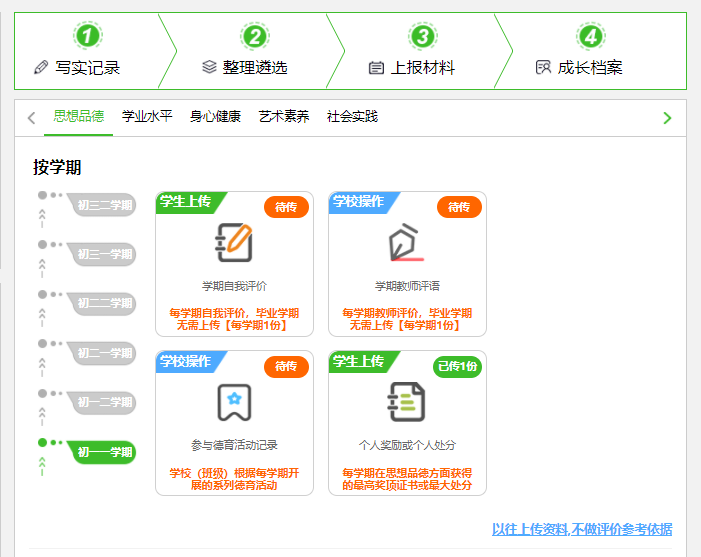 1
2
3
4
写实记录
整理遴选
上报材料
成长档案
思想品德
学业水平
身心健康
艺术素养
社会实践
按学期
初三二学期
初三一学期
初二二学期
初二一学期
初一二学期
初一一学期
学生上传
待传
学期自我评价
每学期自我评价，毕业学期
无需上传【每学期1份】
学校操作
待传
学期教师评语
每学期教师评价，毕业学期
无需上传【每学期1份】
学校操作
待传
参与德育活动记录
学校（班级）根据每学期开
展的系列德育活动
学生上传
已传1份
个人奖励或个人处分
每学期在思想品德方面获得
的最高奖项证书或最大处分
以往上传资料,不做评价参考依据